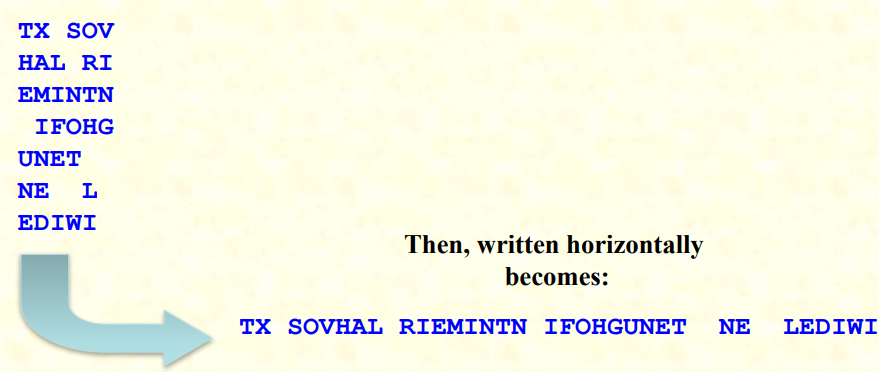 TX SOV
HAL RI
EMINTN
 IFOHG
UNET
NE  L
EDIWI
Then, written horizontally
becomes:
TX SOVHAL RIEMINTN IFOHGUNET  NE  LEDIWI